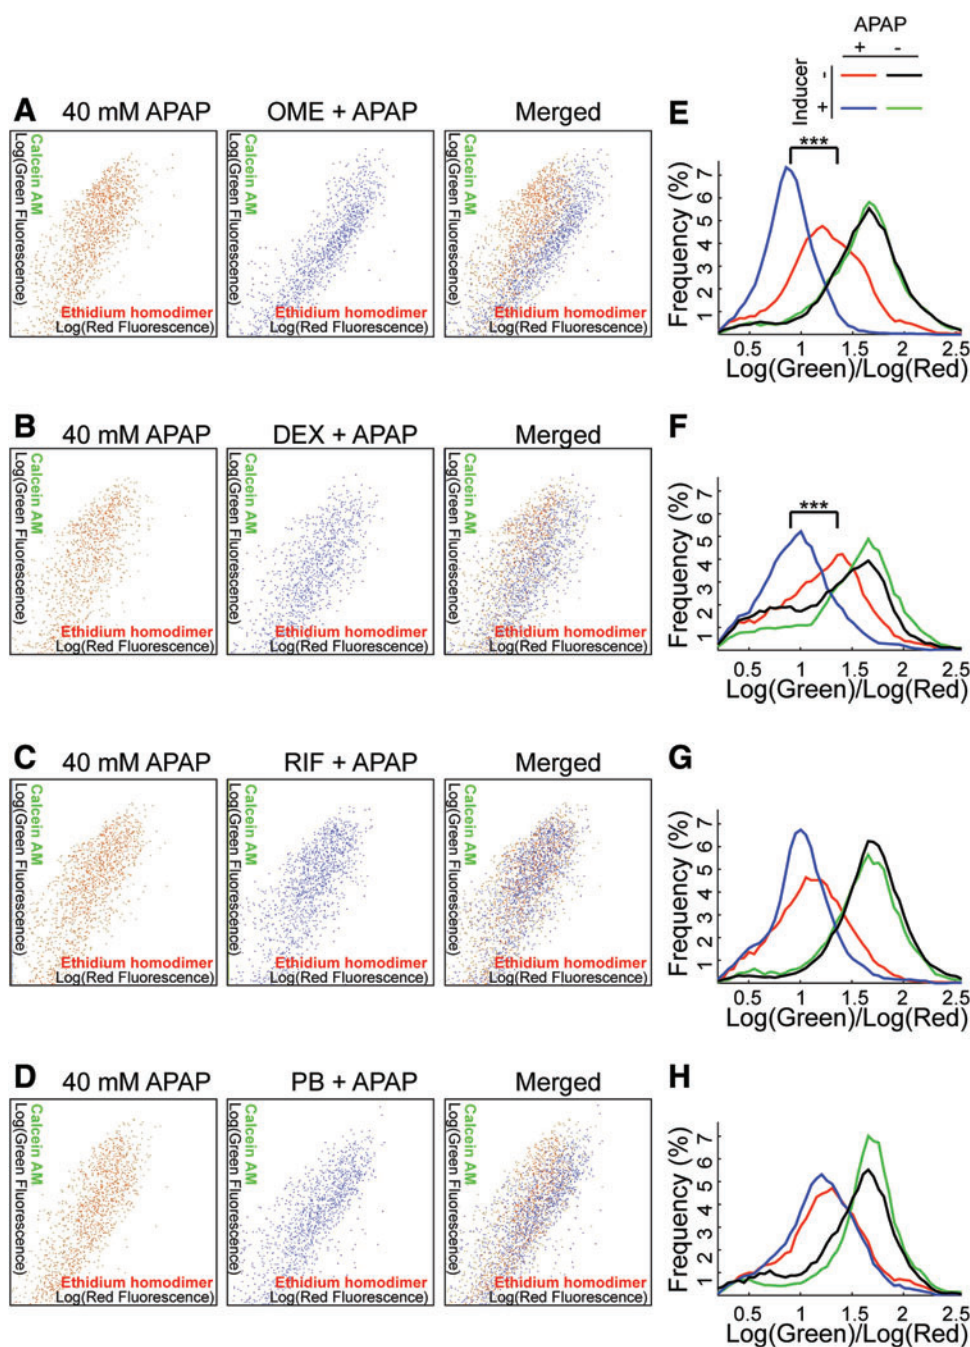 APAP
+ -
Inducer
-
+
A 40 mM APAP OME + APAP Merged E
Calcein AM
Log(Green Fluorescence)
Ethidium homodimer
Log(Red Fluorescence)
Calcein AM
Log(Green Fluorescence)
Ethidium homodimer
Log(Red Fluorescence)
Calcein AM
Log(Green Fluorescence)
Ethidium homodimer
Log(Red Fluorescence)
***
Frequency (%)
7
6
5
4
3
2
1
0.5 1 1.5 2 2.5
Log(Green)/Log(Red)
B 40 mM APAP DEX + APAP Merged F
Calcein AM
Log(Green Fluorescence)
Ethidium homodimer
Log(Red Fluorescence)
Calcein AM
Log(Green Fluorescence)
Ethidium homodimer
Log(Red Fluorescence)
Calcein AM
Log(Green Fluorescence)
Ethidium homodimer
Log(Red Fluorescence)
***
Frequency (%)
7
6
5
4
3
2
1
0.5 1 1.5 2 2.5
Log(Green)/Log(Red)
C 40 mM APAP RIF + APAP Merged G
Calcein AM
Log(Green Fluorescence)
Ethidium homodimer
Log(Red Fluorescence)
Calcein AM
Log(Green Fluorescence)
Ethidium homodimer
Log(Red Fluorescence)
Calcein AM
Log(Green Fluorescence)
Ethidium homodimer
Log(Red Fluorescence)
Frequency (%)
7
6
5
4
3
2
1
0.5 1 1.5 2 2.5
Log(Green)/Log(Red)
D 40 mM APAP PB + APAP Merged H
Calcein AM
Log(Green Fluorescence)
Ethidium homodimer
Log(Red Fluorescence)
Calcein AM
Log(Green Fluorescence)
Ethidium homodimer
Log(Red Fluorescence)
Calcein AM
Log(Green Fluorescence)
Ethidium homodimer
Log(Red Fluorescence)
Frequency (%)
7
6
5
4
3
2
1
0.5 1 1.5 2 2.5
Log(Green)/Log(Red)